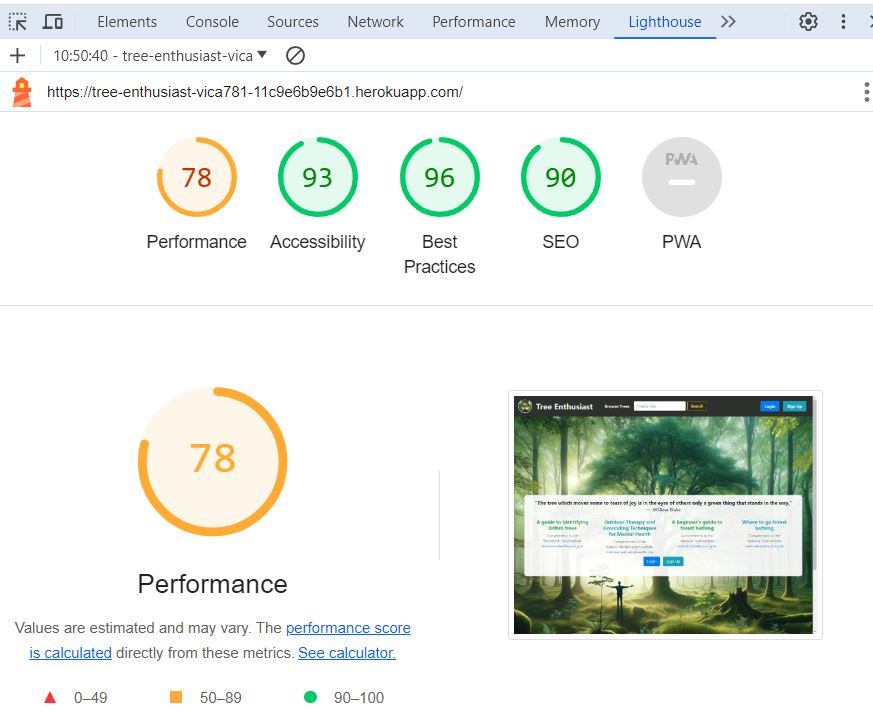 Elements Console Sources Network Performance Memory Lighthouse
10:50:40 - tree-enthusiast-vica
https://tree-enthusiast-vica781-11c9e6b9e6b1.herokuapp.com/
78 93 96 90 PWA
Performance Accessibility Best Practices SEO PWA
78
Performance
Values are estimated and may vary. The performance score
is calculated directly from these metrics. See calculator.
0–49 50–89 90–100
Tree Enthusiast Browse Trees Find a tree Search Login Sign Up
"The tree which moves some to tears of joy is in the eyes of others only a green thing that stands in the way."
— William Blake
A guide to identifying British trees
Outdoor Therapy and Grounding Techniques for Mental Health
A beginner's guide to forest bathing
Where to go forest bathing
Login Sign Up